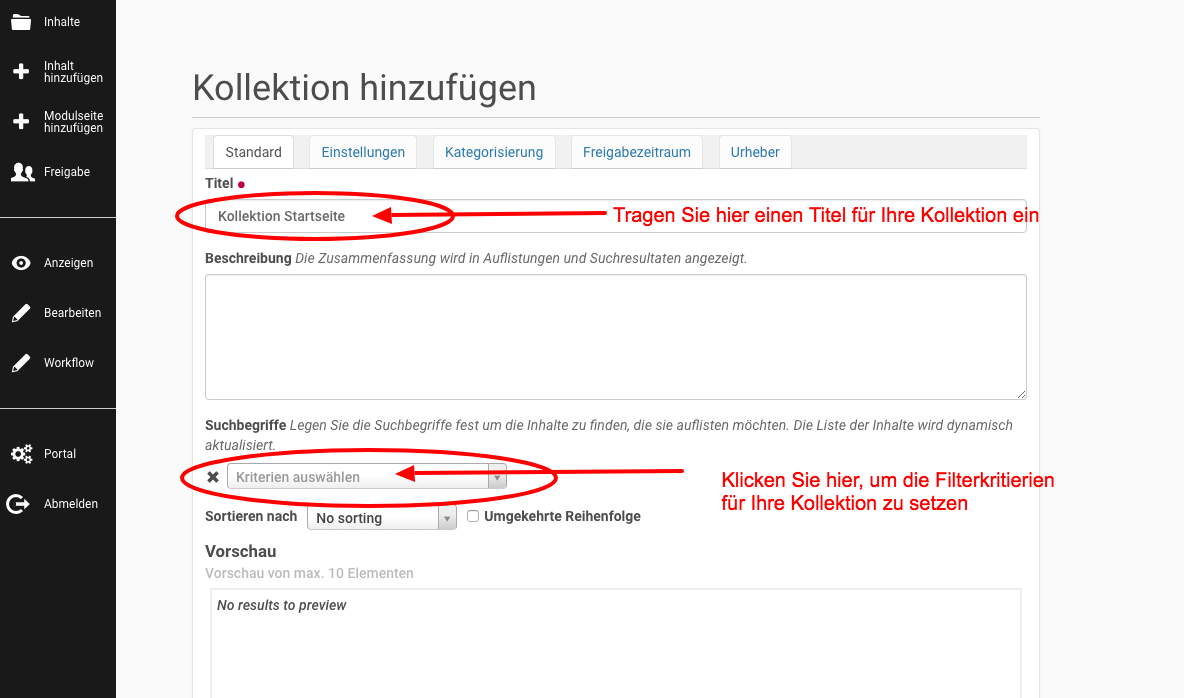 Inhalte
Inhalt
hinzufügen
Modulseite
hinzufügen
Freigabe
Anzeigen
Bearbeiten
Workflow
Portal
Abmelden
Kollektion hinzufügen
Standard Einstellungen Kategorisierung Freigabezeitraum Urheber
Titel
Kollektion Startseite
Tragen Sie hier einen Titel für Ihre Kollektion ein
Beschreibung Die Zusammenfassung wird in Auflistungen und Suchresultaten angezeigt.
Suchbegriffe Legen Sie die Suchbegriffe fest um die Inhalte zu finden, die sie auflisten möchten. Die Liste der Inhalte wird dynamisch
aktualisiert.
Kriterien auswählen
Klicken Sie hier, um die Filterkritierien
für Ihre Kollektion zu setzen
Sortieren nach No sorting Umgekehrte Reihenfolge
Vorschau
Vorschau von max. 10 Elementen
No results to preview